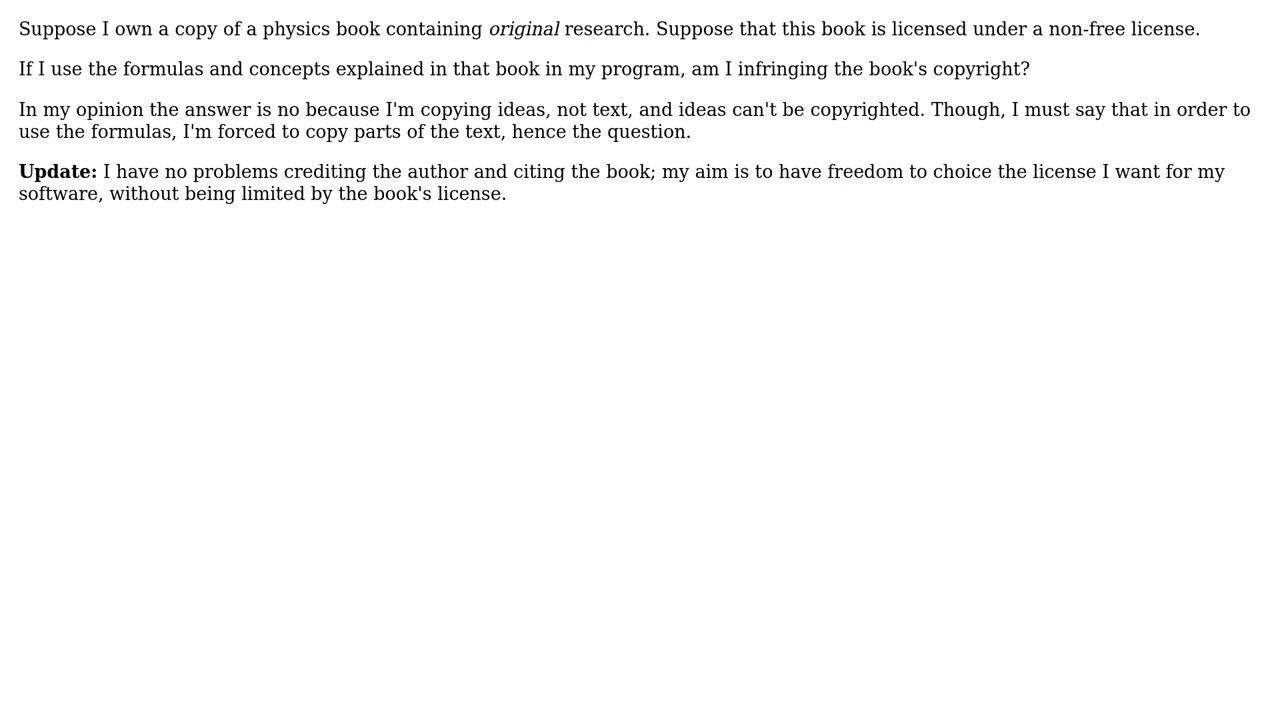 Suppose I own a copy of a physics book containing original research. Suppose that this book is licensed under a non-free license.
If I use the formulas and concepts explained in that book in my program, am I infringing the book's copyright?
In my opinion the answer is no because I'm copying ideas, not text, and ideas can't be copyrighted. Though, I must say that in order to
use the formulas, I'm forced to copy parts of the text, hence the question.
Update: I have no problems crediting the author and citing the book; my aim is to have freedom to choice the license I want for my
software, without being limited by the book's license.